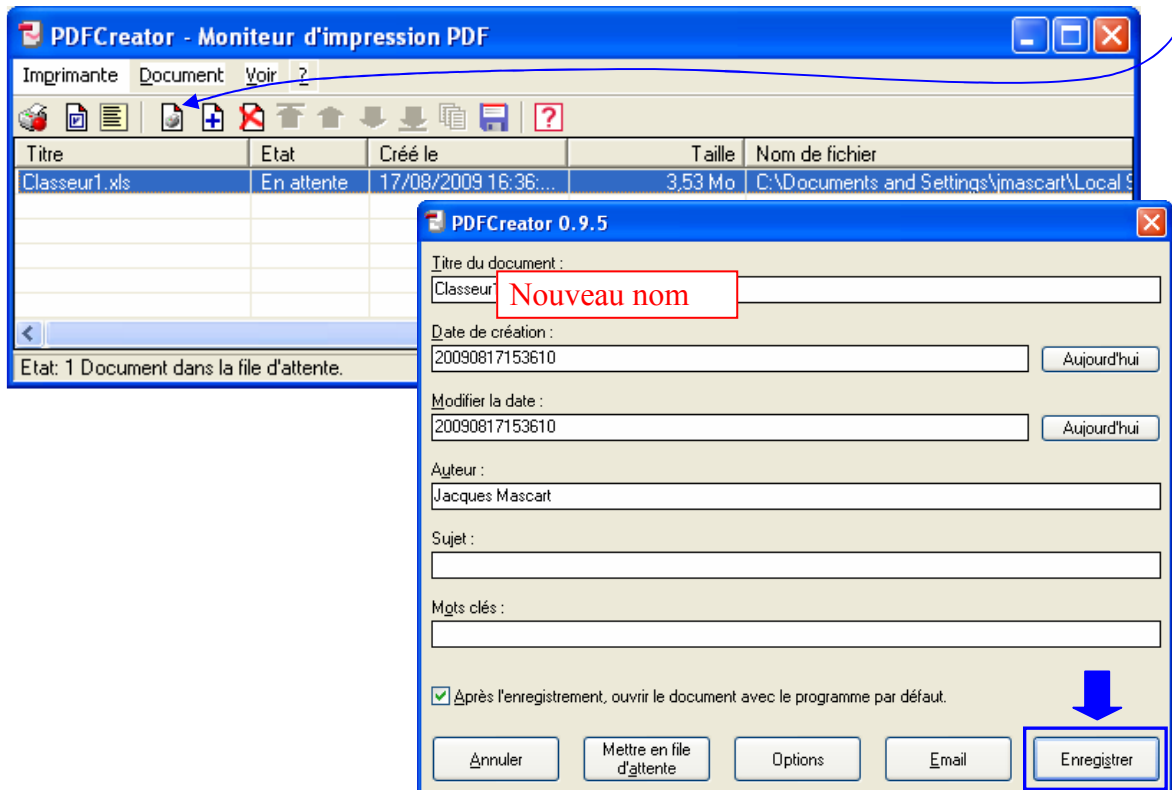 PDFCreator - Moniteur d'impression PDF
Imprimante Document Voir ?
Titre Etat Créé le Taille Nom de fichier
Classeur1.xls En attente 17/08/2009 16:36:... 3,53 Mo C:\Documents and Settings\jmascart\Local S
Etat: 1 Document dans la file d'attente.
PDFCreator 0.9.5
Titre du document :
Classeur1
Nouveau nom
Date de création :
20090817153610 Aujourd'hui
Modifier la date :
20090817153610 Aujourd'hui
Auteur :
Jacques Mascart
Sujet :
Mots clés :
Après l'enregistrement, ouvrir le document avec le programme par défaut.
Annuler Mettre en file d'attente Options Email Enregistrer